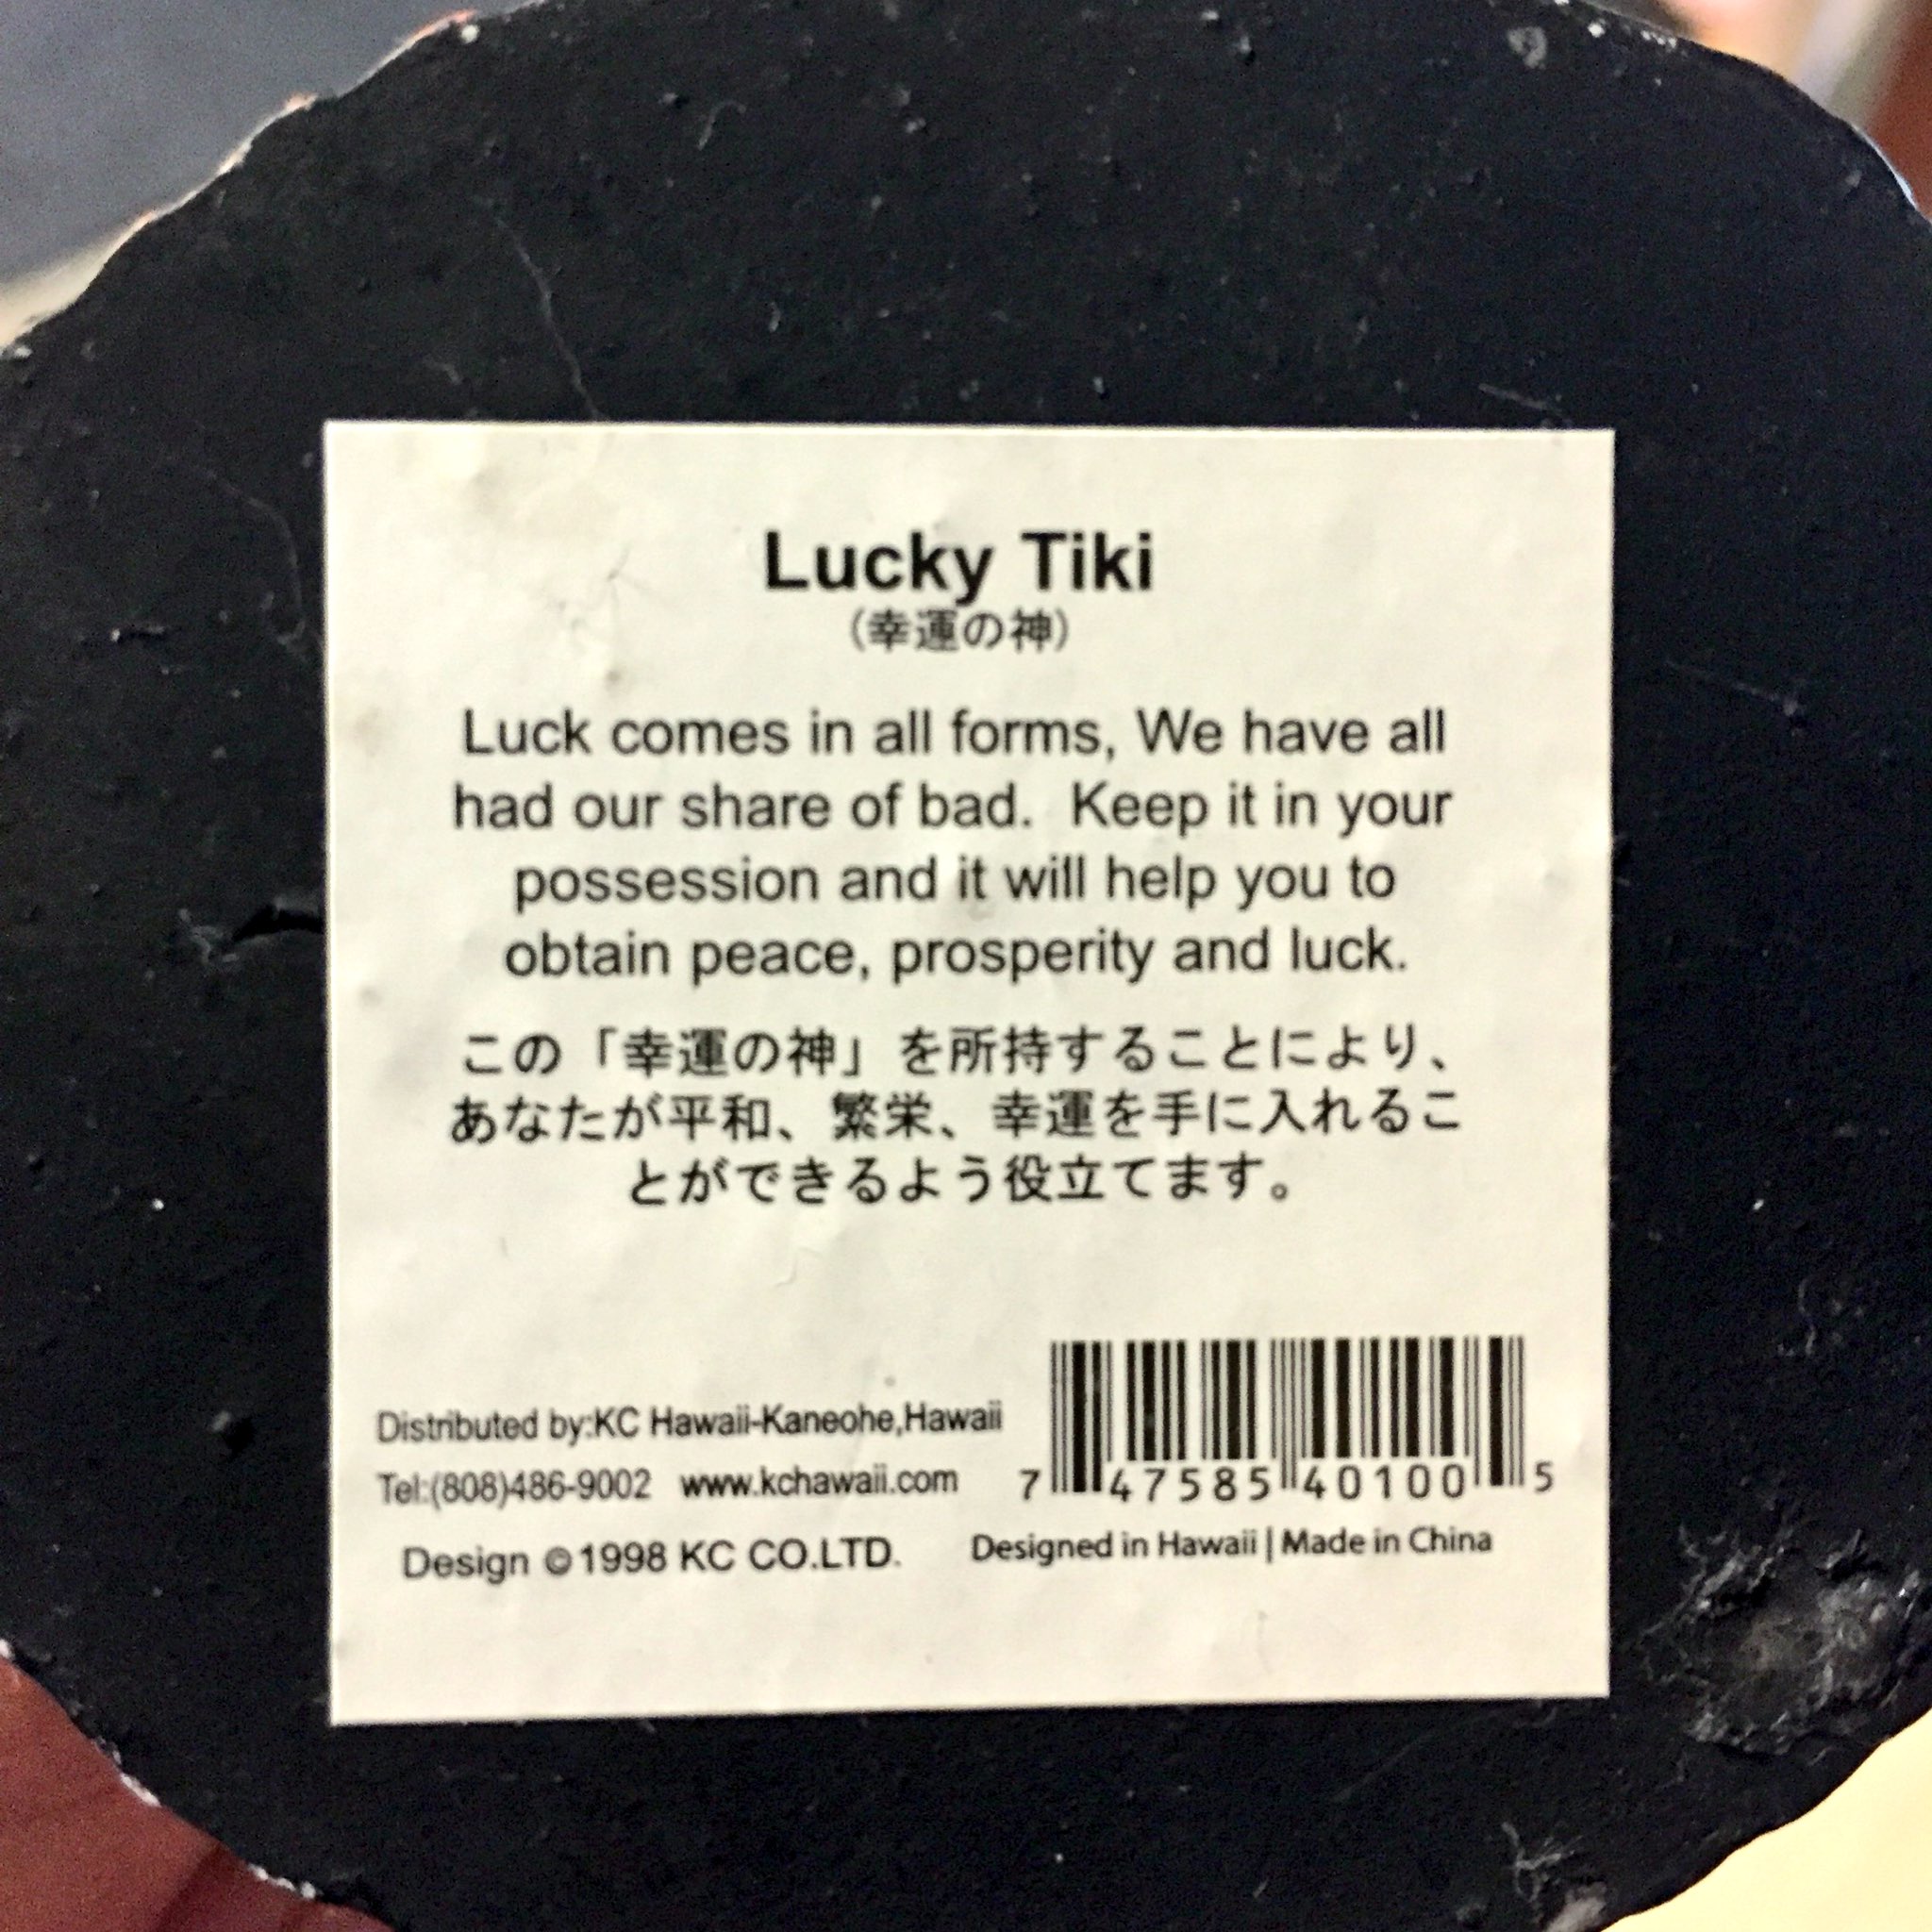 Lucky Tiki
(幸運の神)
Luck comes in all forms, We have all
had our share of bad.  Keep it in your
possession and it will help you to
obtain peace, prosperity and luck.
この「幸運の神」を所持することにより、
あなたが平和、繁栄、幸運を手に入れるこ
とができるよう役立てます。
Distributed by:KC Hawaii-Kaneohe,Hawaii
Tel:(808)486-9002 www.kchawaii.com
7 47585 40100 5
Design ©1998 KC CO.LTD.
Designed in Hawaii | Made in China